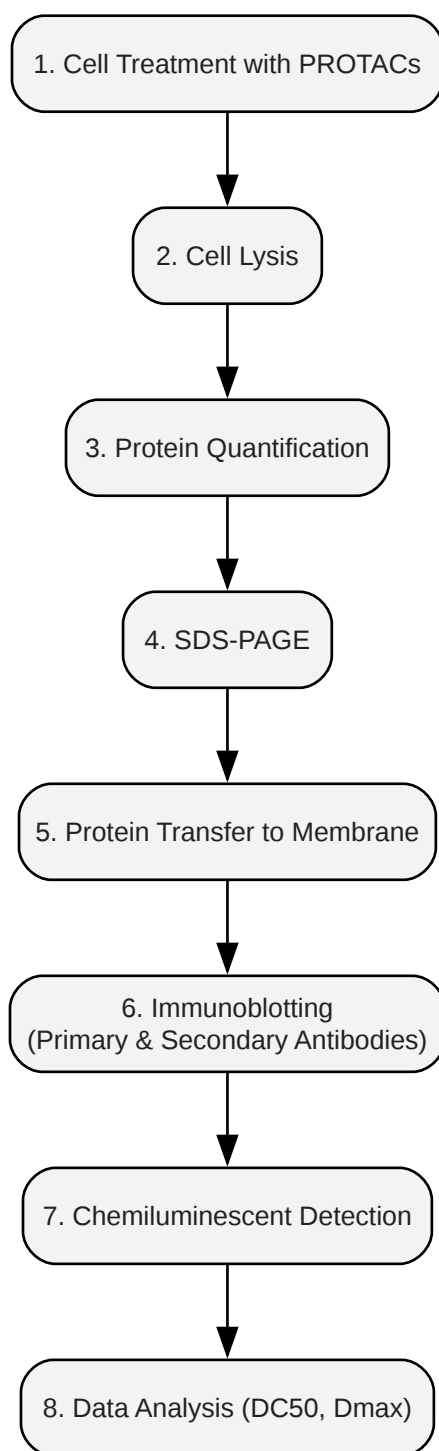 1. Cell Treatment with PROTACs
2. Cell Lysis
3. Protein Quantification
4. SDS-PAGE
5. Protein Transfer to Membrane
6. Immunoblotting
(Primary & Secondary Antibodies)
7. Chemiluminescent Detection
8. Data Analysis (DC50, Dmax)